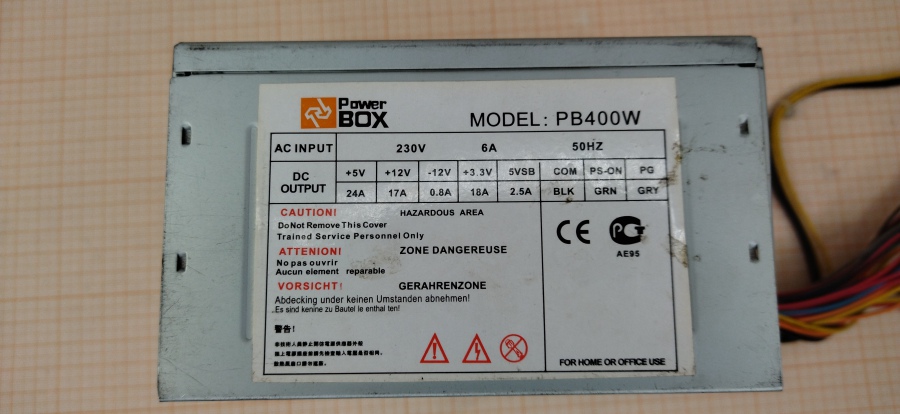 Power
BOX
MODEL: PB400W
AC INPUT 230V 6A 50HZ
DC OUTPUT +5V +12V -12V +3.3V 5VSB COM PS-ON PG
24A 17A 0.8A 18A 2.5A BLK GRN GRY
CAUTION! HAZARDOUS AREA
Do Not Remove This Cover
Trained Service Personnel Only
ATTENION! ZONE DANGEREUSE
No pas ouvrir
Aucun element reparable
VORSICHT! GERAHRENZONE
Abdecking under keinen Umstanden abnehmen!
Es sind kenine zu Bautel le enthal ten!
CE PCT
AE95
警告!
FOR HOME OR OFFICE USE